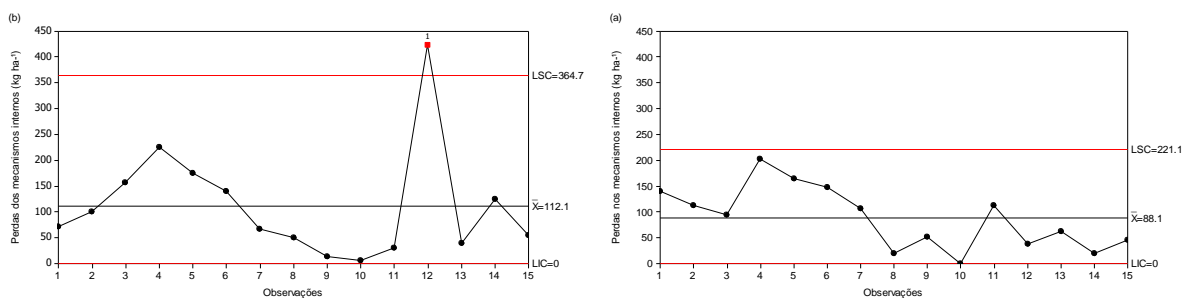 (b)
Perdas dos mecanismos internos (kg ha⁻¹)
450
400
350
300
250
200
150
100
50
0
1
LSC=364.7
X̄=112.1
LIC=0
1 2 3 4 5 6 7 8 9 10 11 12 13 14 15
Observações
(a)
Perdas nos mecanismos internos (kg ha⁻¹)
450
400
350
300
250
200
150
100
50
0
LSC=221.1
X̄=88.1
LIC=0
1 2 3 4 5 6 7 8 9 10 11 12 13 14 15
Observações